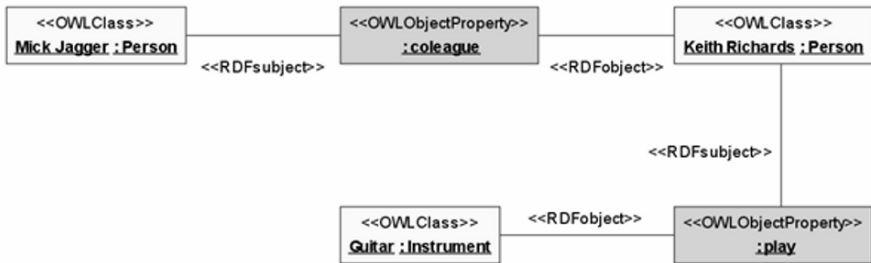 <<OWLClass>>
Mick Jagger :Person
<<RDFsubject>>
<<OWLObjectProperty>>
:coleague
<<RDFobject>>
<<OWLClass>>
Keith Richards :Person
<<RDFsubject>>
<<OWLClass>>
Guitar :Instrument
<<RDFobject>>
<<OWLObjectProperty>>
:play